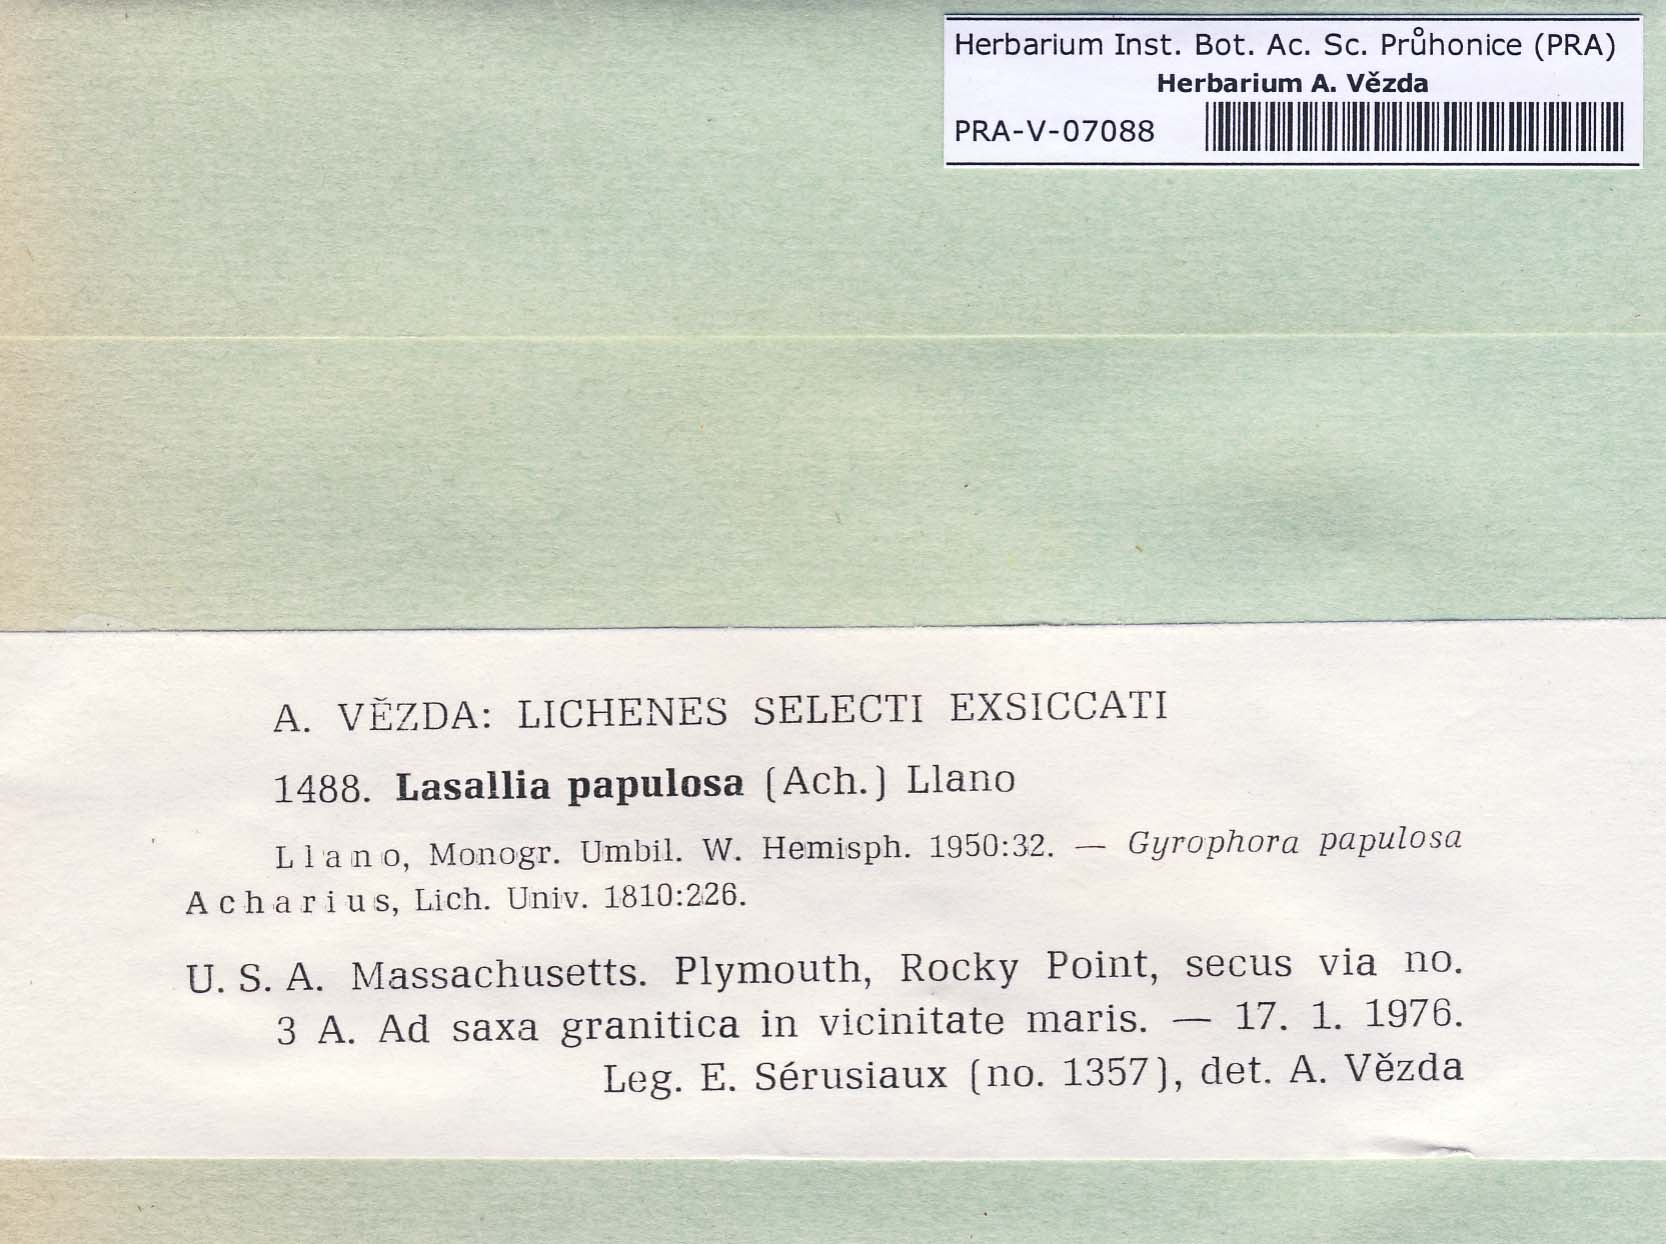 Herbarium Inst. Bot. Ac. Sc. Průhonice (PRA)
Herbarium A. Vězda
PRA-V-07088
A. VĚZDA: LICHENES SELECTI EXSICCATI
1488. Lasallia papulosa (Ach.) Llano
Llano, Monogr. Umbil. W. Hemisph. 1950:32. — Gyrophora papulosa
Acharius, Lich. Univ. 1810:226.
U. S. A. Massachusetts. Plymouth, Rocky Point, secus via no.
3 A. Ad saxa granitica in vicinitate maris. — 17. 1. 1976.
Leg. E. Sérusiaux (no. 1357), det. A. Vězda